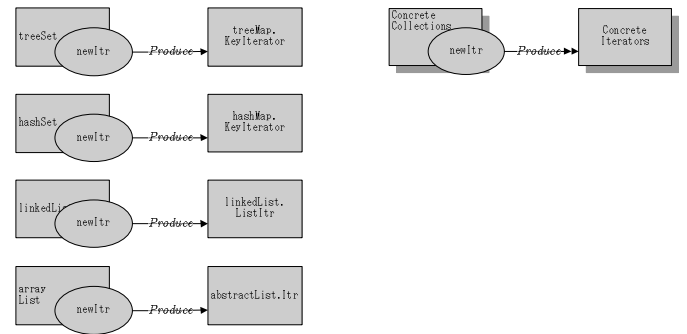 treeSet
newItr
Produce
treeMap.
KeyIterator
hashSet
newItr
Produce
hashMap.
KeyIterator
newItr
Produce
linkedList.
ListItr
array
List
newItr
Produce
abstractList.Itr
Concrete
Collections
newItr
Produce
Concrete
Iterators